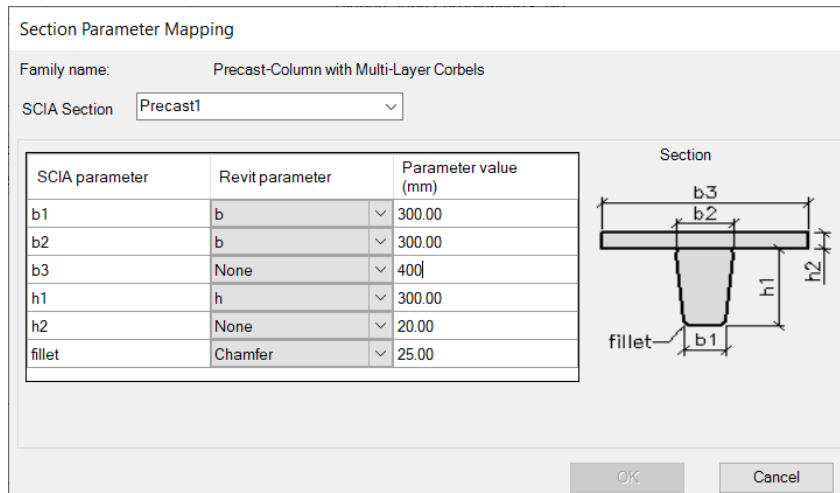 Section Parameter Mapping
Family name: Precast-Column with Multi-Layer Corbels
SCIA Section Precast1
SCIA parameter Revit parameter Parameter value (mm)
b1 b 300.00
b2 b 300.00
b3 None 400
h1 h 300.00
h2 None 20.00
fillet Chamfer 25.00
Section
b3
b2
h2
h1
fillet
b1
OK Cancel